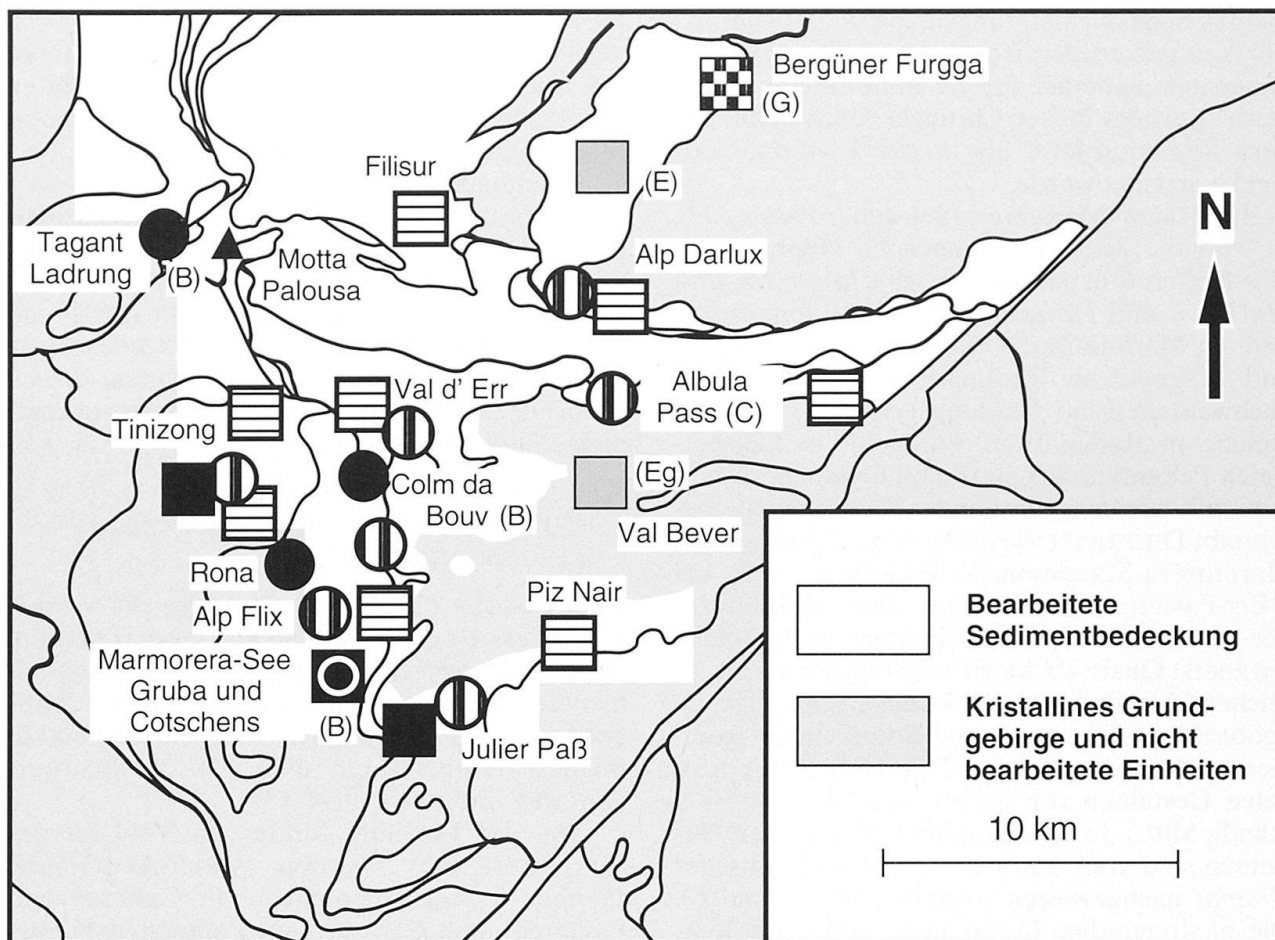 Bergüner Furgga
(G)
N
Filisur
(E)
Tagant
Ladrung
(B)
Motta
Palousa
Alp Darlux
Val d' Err
Albula
Pass (C)
Tinizong
Colm da
Bouv (B)
(Eg)
Val Bever
Rona
Alp Flix
Piz Nair
Marmorera-See
Gruba und
Cotschens
(B)
Julier Paß
Bearbeitete
Sedimentbedeckung
Kristallines Grund-
gebirge und nicht
bearbeitete Einheiten
10 km